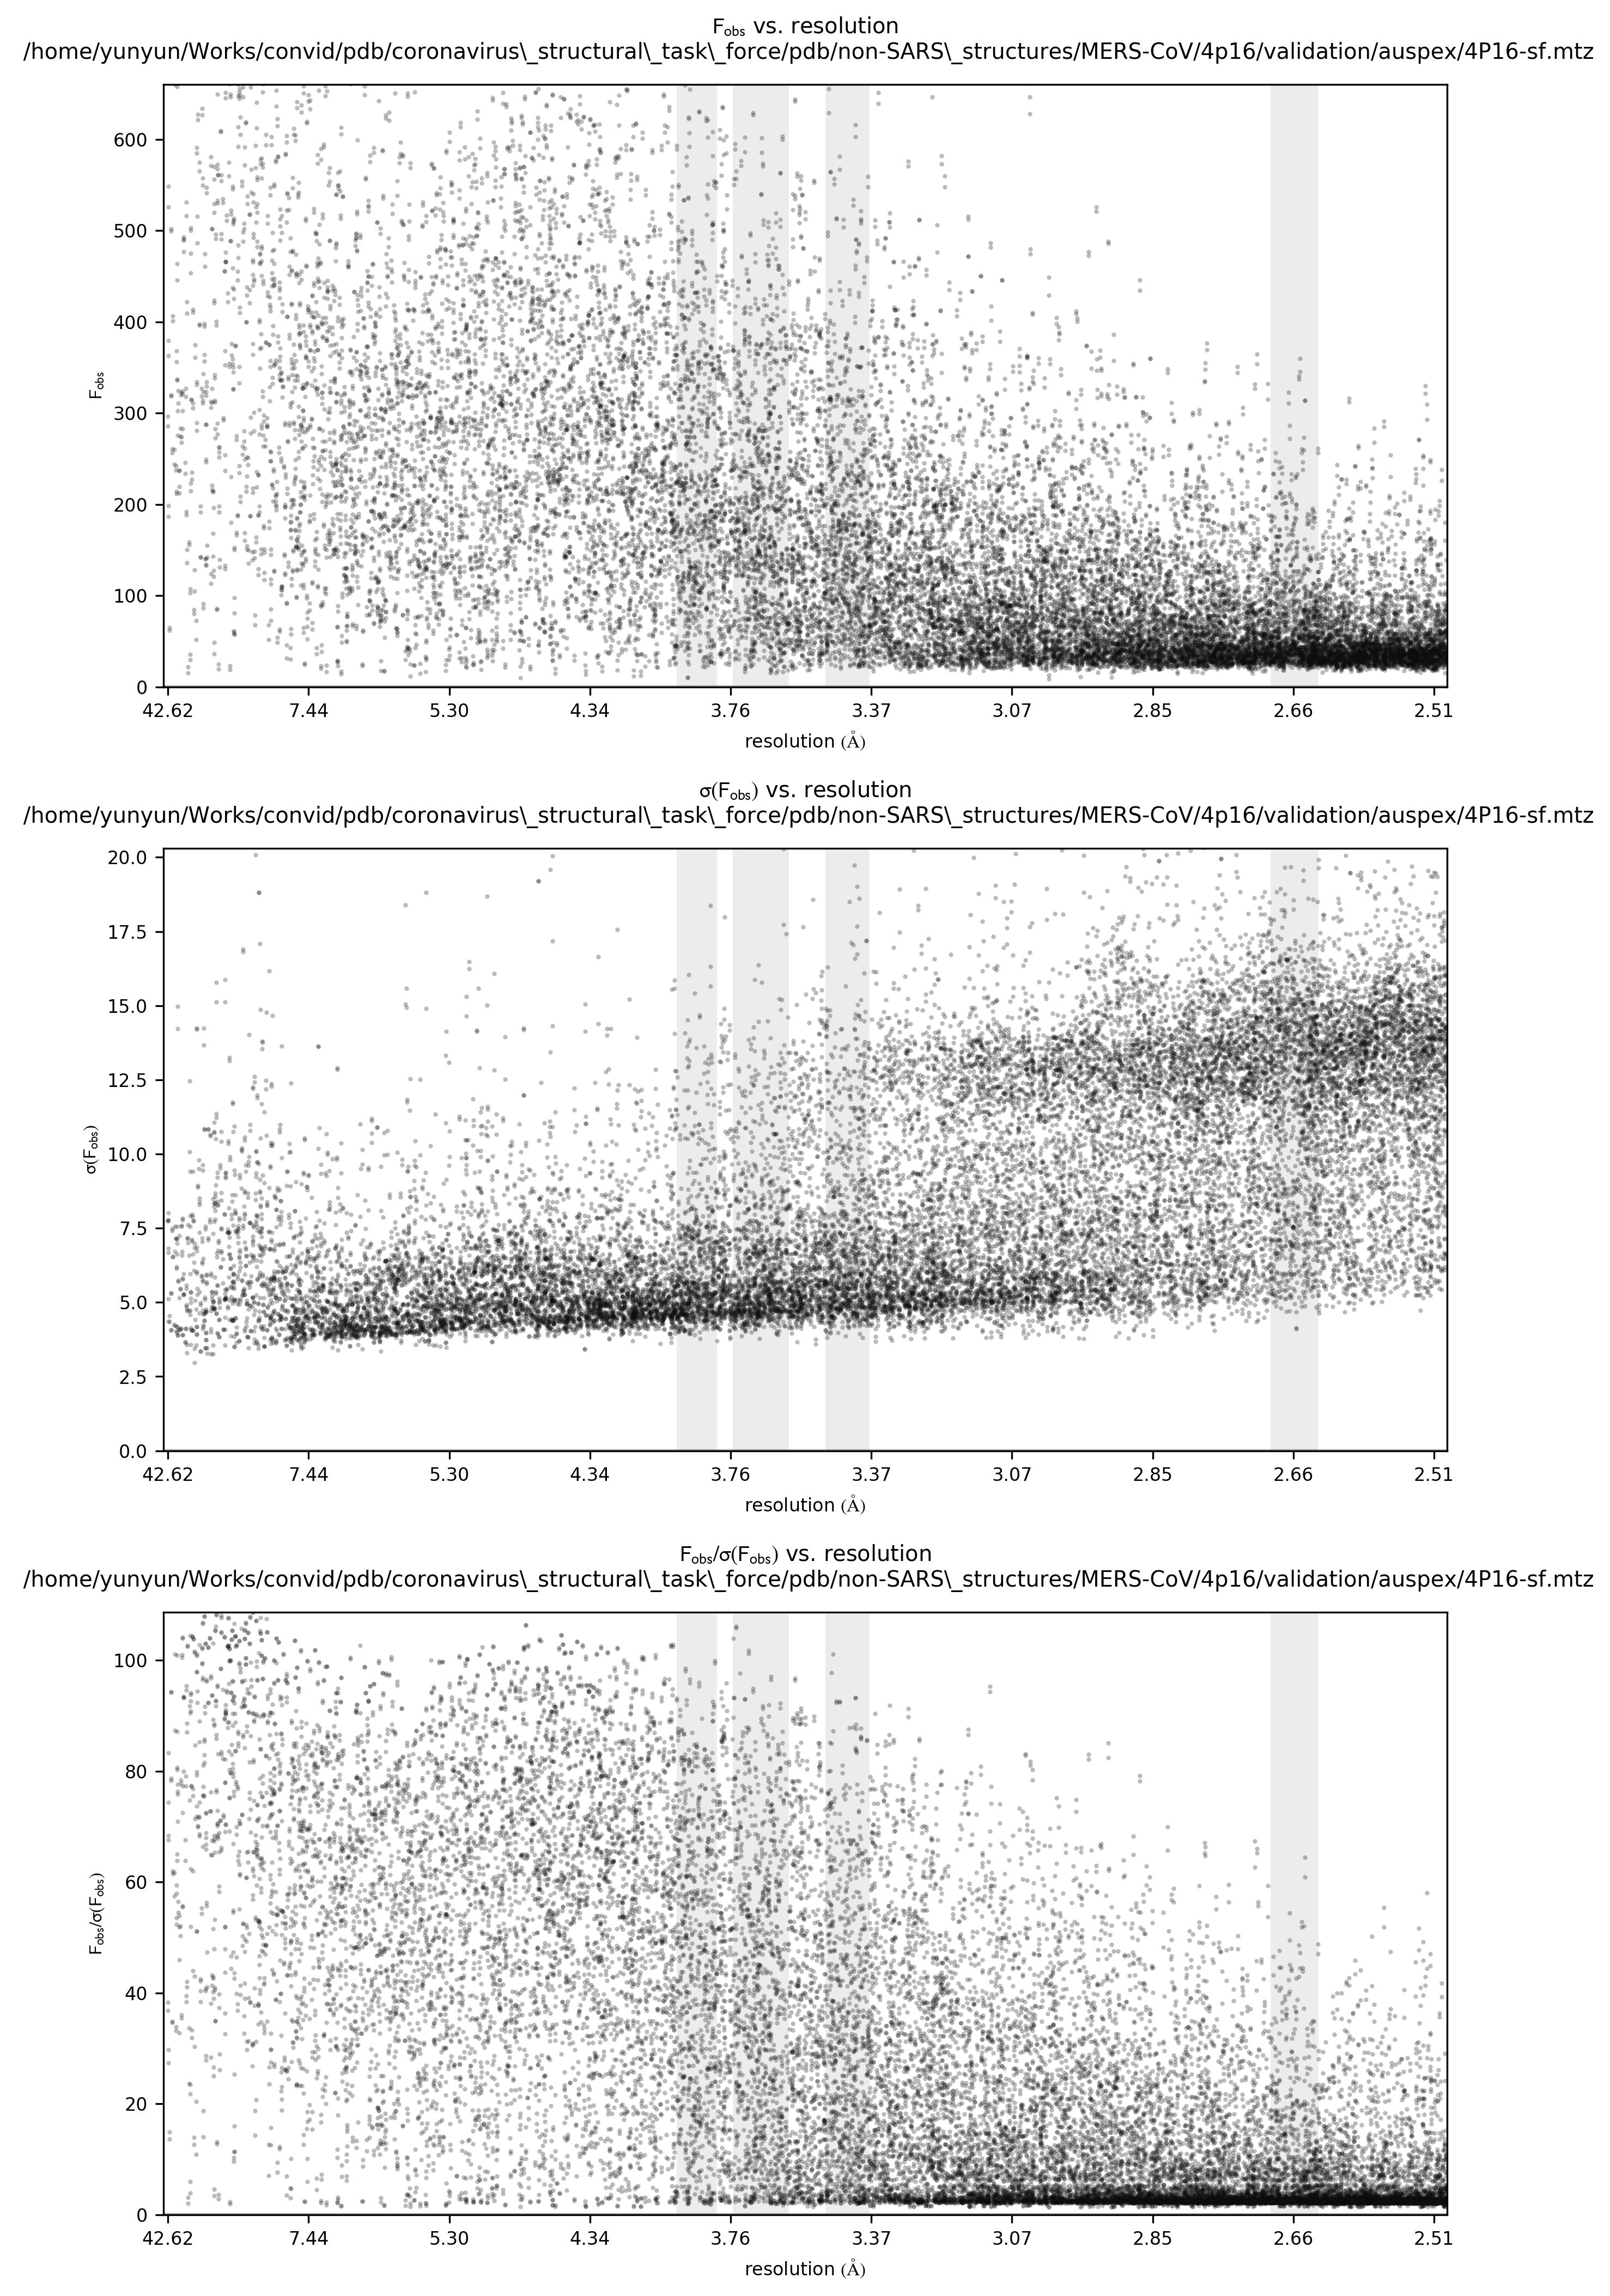 Fobs vs. resolution
/home/yunyun/Works/convid/pdb/coronavirus\_structural\_task\_force/pdb/non-SARS\_structures/MERS-CoV/4p16/validation/auspex/4P16-sf.mtz
600
500
400
300
200
100
0
Fobs
42.62 7.44 5.30 4.34 3.76 3.37 3.07 2.85 2.66 2.51
resolution (Å)
σ(Fobs) vs. resolution
/home/yunyun/Works/convid/pdb/coronavirus\_structural\_task\_force/pdb/non-SARS\_structures/MERS-CoV/4p16/validation/auspex/4P16-sf.mtz
20.0
17.5
15.0
12.5
10.0
7.5
5.0
2.5
0.0
σ(Fobs)
42.62 7.44 5.30 4.34 3.76 3.37 3.07 2.85 2.66 2.51
resolution (Å)
Fobs/σ(Fobs) vs. resolution
/home/yunyun/Works/convid/pdb/coronavirus\_structural\_task\_force/pdb/non-SARS\_structures/MERS-CoV/4p16/validation/auspex/4P16-sf.mtz
100
80
60
40
20
0
Fobs/σ(Fobs)
42.62 7.44 5.30 4.34 3.76 3.37 3.07 2.85 2.66 2.51
resolution (Å)